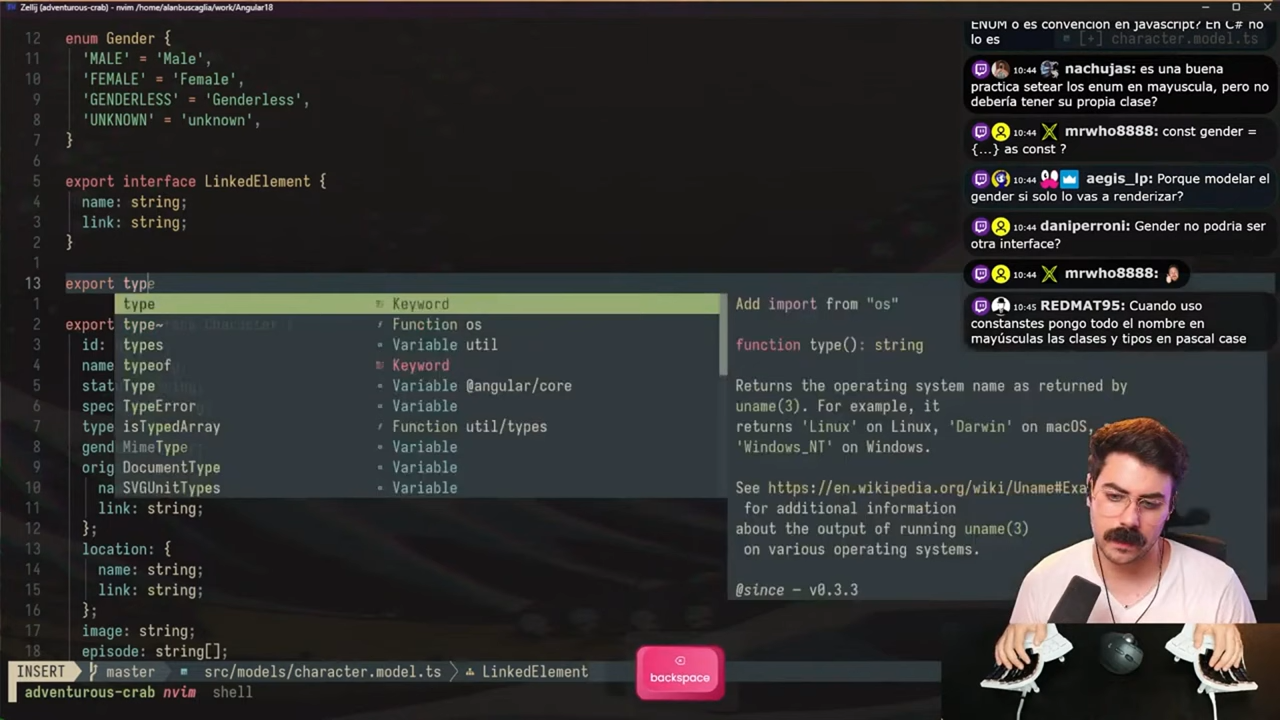 Zellij (adventurous-crab) - nvim /home/alanbuscaglia/work/Angular18
12 enum Gender {
11 'MALE' = 'Male',
10 'FEMALE' = 'Female',
9 'GENDERLESS' = 'Genderless',
8 'UNKNOWN' = 'unknown',
7 }
6
5 export interface LinkedElement {
4 name: string;
3 link: string;
2 }
1
13 export type
1
2 export
3 id:
4 name
5 stat
6 spec
7 type
8 gend
9 orig
10 na
11 link: string;
12 };
13 location: {
14 name: string;
15 link: string;
16 };
17 image: string;
18 episode: string[];
type Keyword
type~ Function os
types Variable util
typeof Keyword
Type Variable @angular/core
TypeError Variable
isTypedArray Function util/types
MimeType Variable
DocumentType Variable
SVGUnitTypes Variable
Add import from "os"
function type(): string
Returns the operating system name as returned by
uname(3). For example, it
returns 'Linux' on Linux, 'Darwin' on macOS,
'Windows_NT' on Windows.
See https://en.wikipedia.org/wiki/Uname#Exa
for additional information
about the output of running uname(3)
on various operating systems.
@since — v0.3.3
[+] character.model.ts
ENUM o es convencion en javascript? En C# no
lo es
10:44 nachujas: es una buena
practica setear los enum en mayuscula, pero no
debería tener su propia clase?
10:44 mrwho8888: const gender =
{...} as const ?
10:44 aegis_lp: Porque modelar el
gender si solo lo vas a renderizar?
10:44 daniperroni: Gender no podria ser
otra interface?
10:44 mrwho8888:
10:45 REDMAT95: Cuando uso
constanstes pongo todo el nombre en
mayúsculas las clases y tipos en pascal case
backspace
INSERT master src/models/character.model.ts LinkedElement
adventurous-crab nvim shell